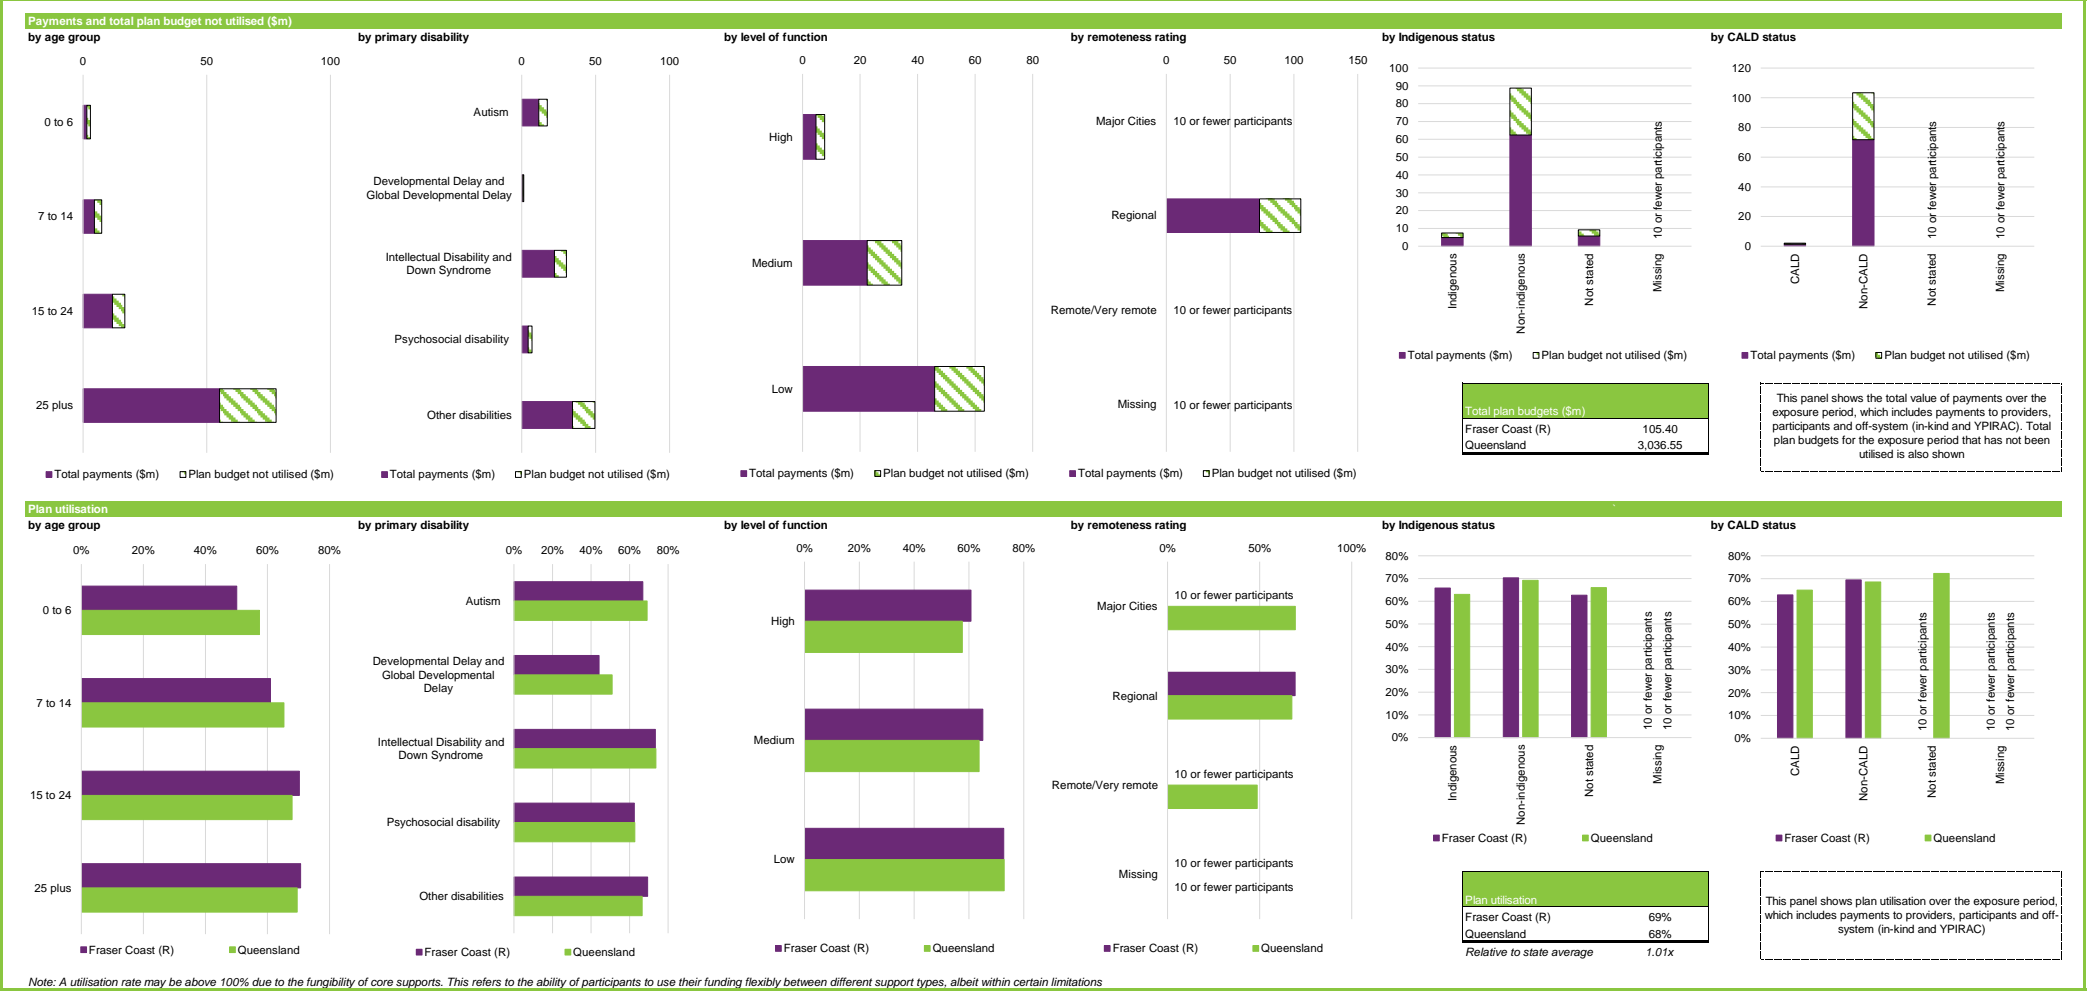 Payments and total plan budget not utilised ($m)
by age group
0
50
100
0 to 6
7 to 14
15 to 24
25 plus
Total payments ($m)
Plan budget not utilised ($m)
by primary disability
0
50
100
Autism
Developmental Delay and
Global Developmental Delay
Intellectual Disability and
Down Syndrome
Psychosocial disability
Other disabilities
Total payments ($m)
Plan budget not utilised ($m)
by level of function
0
20
40
60
80
High
Medium
Low
Total payments ($m)
Plan budget not utilised ($m)
by remoteness rating
0
50
100
150
Major Cities
10 or fewer participants
Regional
Remote/Very remote
10 or fewer participants
Missing
10 or fewer participants
Total payments ($m)
Plan budget not utilised ($m)
by Indigenous status
100
90
80
70
60
50
40
30
20
10
0
10 or fewer participants
Indigenous
Non-indigenous
Not stated
Missing
Total payments ($m)
Plan budget not utilised ($m)
Total plan budgets ($m)
Fraser Coast (R) 105.40
Queensland 3,036.55
by CALD status
120
100
80
60
40
20
0
10 or fewer participants
10 or fewer participants
CALD
Non-CALD
Not stated
Missing
Total payments ($m)
Plan budget not utilised ($m)
This panel shows the total value of payments over the
exposure period, which includes payments to providers,
participants and off-system (in-kind and YPIRAC). Total
plan budgets for the exposure period that has not been
utilised is also shown
Plan utilisation
by age group
0%
20%
40%
60%
80%
0 to 6
7 to 14
15 to 24
25 plus
Fraser Coast (R)
Queensland
by primary disability
0%
20%
40%
60%
80%
Autism
Developmental Delay and
Global Developmental
Delay
Intellectual Disability and
Down Syndrome
Psychosocial disability
Other disabilities
Fraser Coast (R)
Queensland
by level of function
0%
20%
40%
60%
80%
High
Medium
Low
Fraser Coast (R)
Queensland
by remoteness rating
0%
50%
100%
Major Cities
10 or fewer participants
Regional
Remote/Very remote
10 or fewer participants
Missing
10 or fewer participants
10 or fewer participants
Fraser Coast (R)
Queensland
by Indigenous status
80%
70%
60%
50%
40%
30%
20%
10%
0%
10 or fewer participants
10 or fewer participants
Indigenous
Non-indigenous
Not stated
Missing
Fraser Coast (R)
Queensland
Plan utilisation
Fraser Coast (R) 69%
Queensland 68%
Relative to state average 1.01x
by CALD status
80%
70%
60%
50%
40%
30%
20%
10%
0%
10 or fewer participants
10 or fewer participants
10 or fewer participants
CALD
Non-CALD
Not stated
Missing
Fraser Coast (R)
Queensland
This panel shows plan utilisation over the exposure period,
which includes payments to providers, participants and off-
system (in-kind and YPIRAC)
Note: A utilisation rate may be above 100% due to the fungibility of core supports. This refers to the ability of participants to use their funding flexibly between different support types, albeit within certain limitations